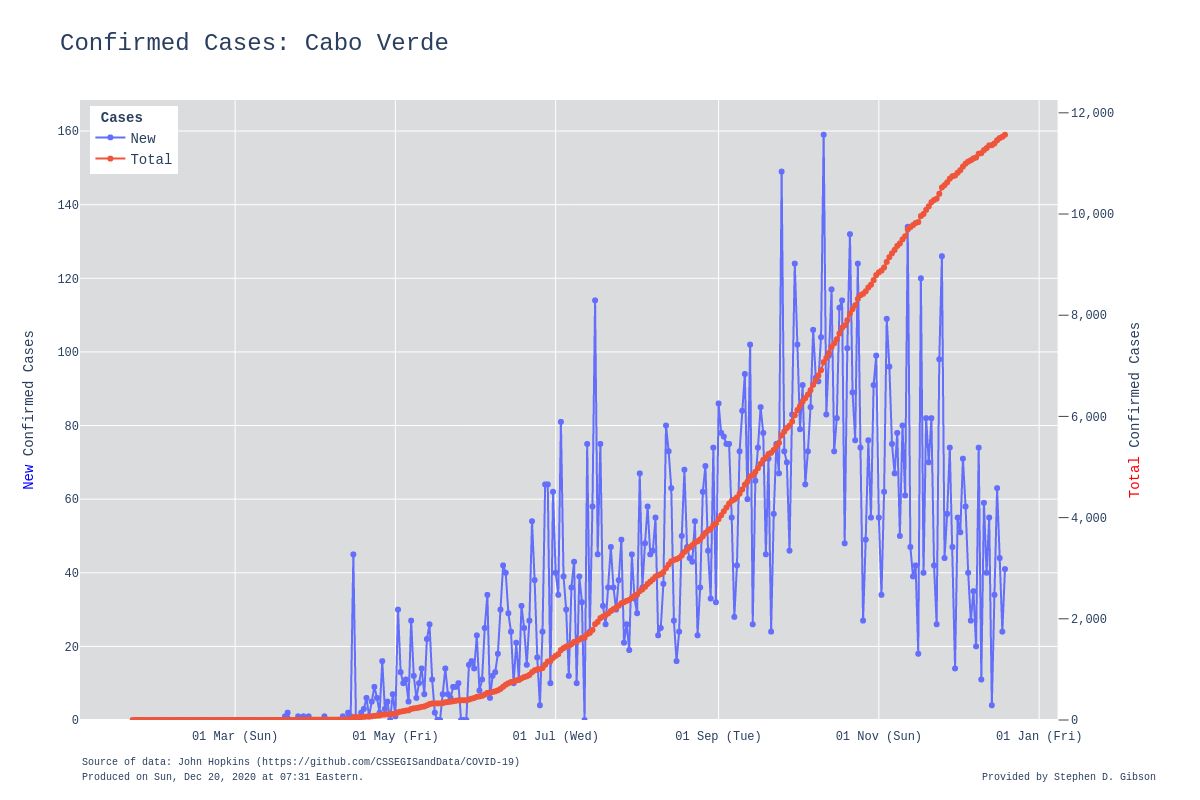 Confirmed Cases: Cabo Verde
Cases
New
Total
160
140
120
100
80
60
40
20
0
12,000
10,000
8,000
6,000
4,000
2,000
0
New Confirmed Cases
Total Confirmed Cases
01 Mar (Sun)
01 May (Fri)
01 Jul (Wed)
01 Sep (Tue)
01 Nov (Sun)
01 Jan (Fri)
Source of data: John Hopkins (https://github.com/CSSEGISandData/COVID-19)
Produced on Sun, Dec 20, 2020 at 07:31 Eastern.
Provided by Stephen D. Gibson